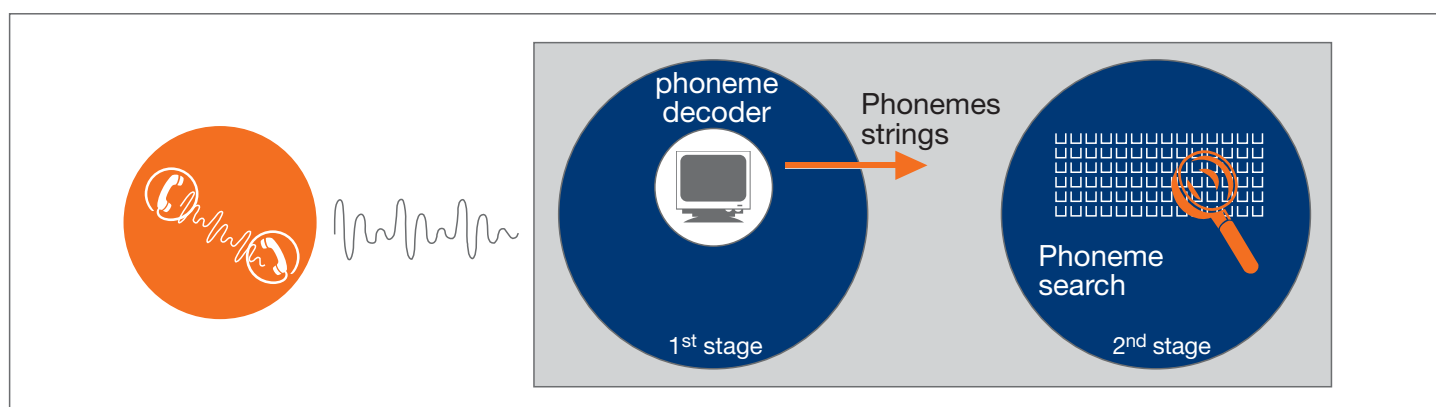 phoneme
decoder
Phonemes
strings
1st stage
Phoneme
search
2nd stage